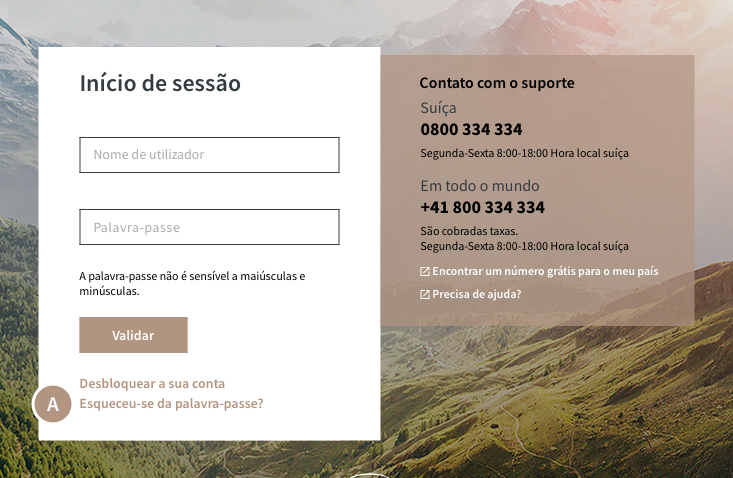 Início de sessão
Nome de utilizador
Palavra-passe
A palavra-passe não é sensível a maiúsculas e
minúsculas.
Validar
Desbloquear a sua conta
Esqueceu-se da palavra-passe?
A
Contato com o suporte
Suíça
0800 334 334
Segunda-Sexta 8:00-18:00 Hora local suíça
Em todo o mundo
+41 800 334 334
São cobradas taxas.
Segunda-Sexta 8:00-18:00 Hora local suíça
Encontrar um número grátis para o meu país
Precisa de ajuda?